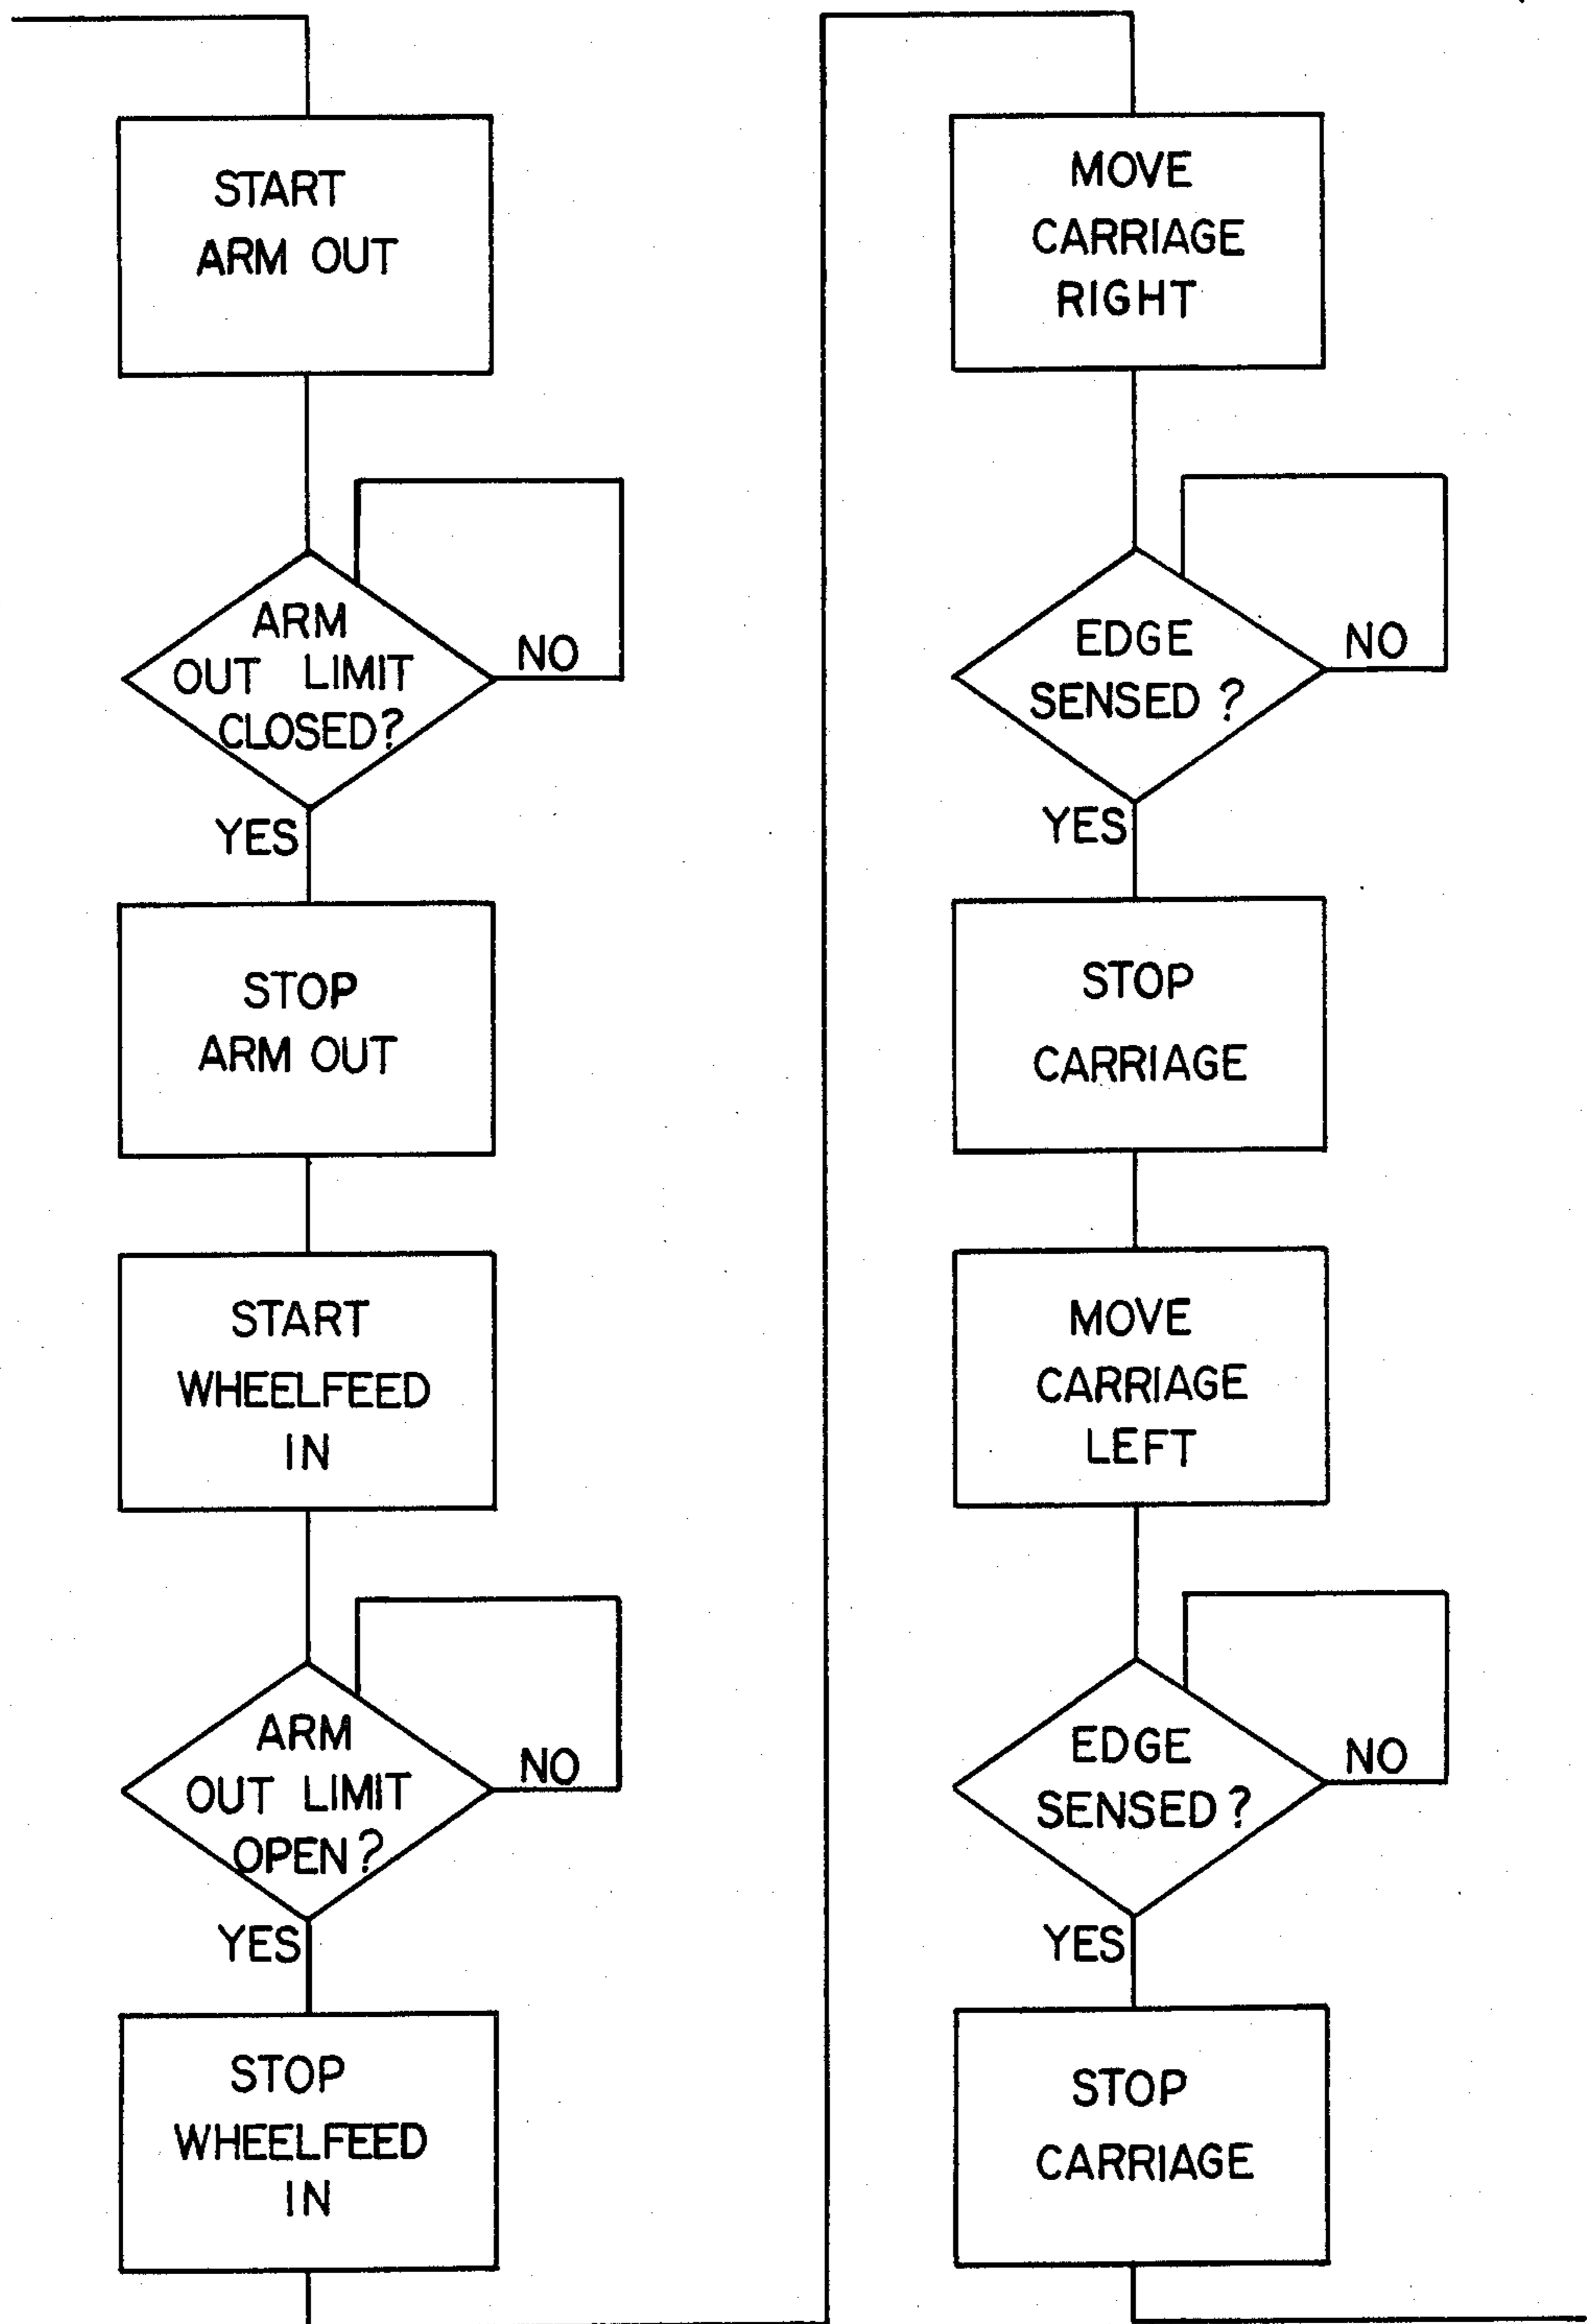 START
ARM OUT
ARM
OUT LIMIT
CLOSED?
NO
YES
STOP
ARM OUT
START
WHEELFEED
IN
ARM
OUT LIMIT
OPEN?
NO
YES
STOP
WHEELFEED
IN
MOVE
CARRIAGE
RIGHT
EDGE
SENSED ?
NO
YES
STOP
CARRIAGE
MOVE
CARRIAGE
LEFT
EDGE
SENSED ?
NO
YES
STOP
CARRIAGE